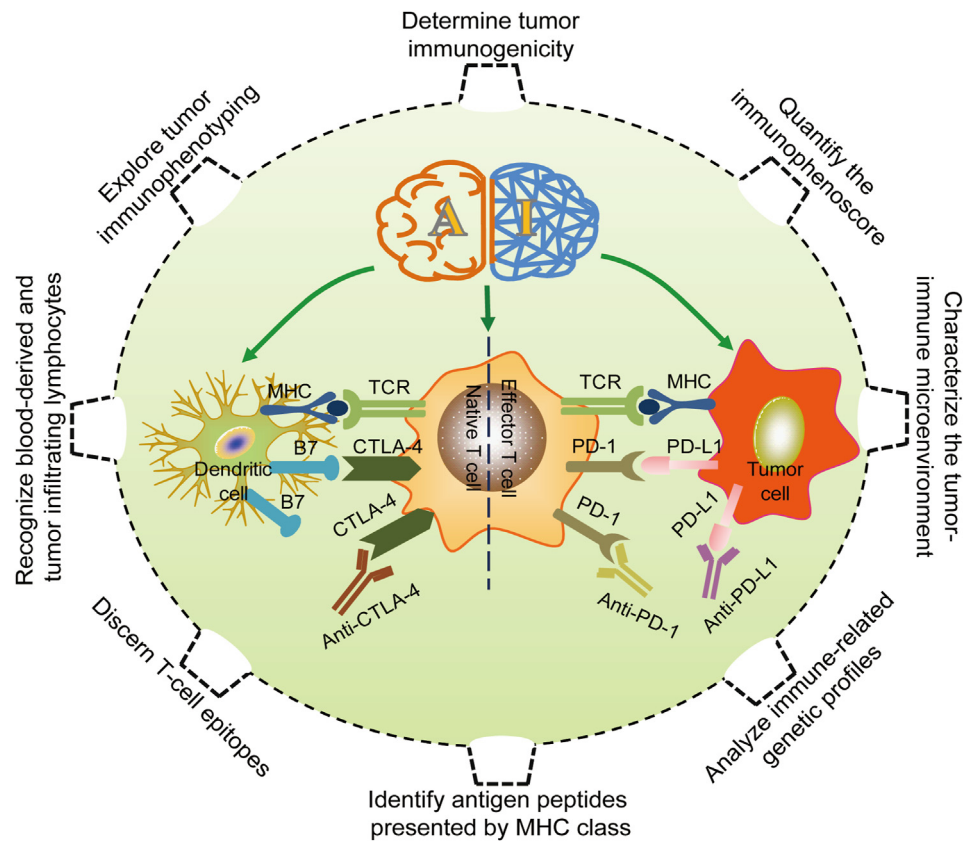 Determine tumor
immunogenicity
Explore tumor
immunophenotyping
Quantify the
immunophenoscore
Recognize blood-derived and
tumor infiltrating lymphocytes
Characterize the tumor-
immune microenvironment
A I
MHC
TCR
TCR
MHC
Native T cell
Effector T cell
B7
CTLA-4
PD-1
PD-L1
Dendritic
cell
Tumor
cell
B7
CTLA-4
PD-1
PD-L1
Anti-CTLA-4
Anti-PD-1
Anti-PD-L1
Discern T-cell epitopes
Analyze immune-related
genetic profiles
Identify antigen peptides
presented by MHC class